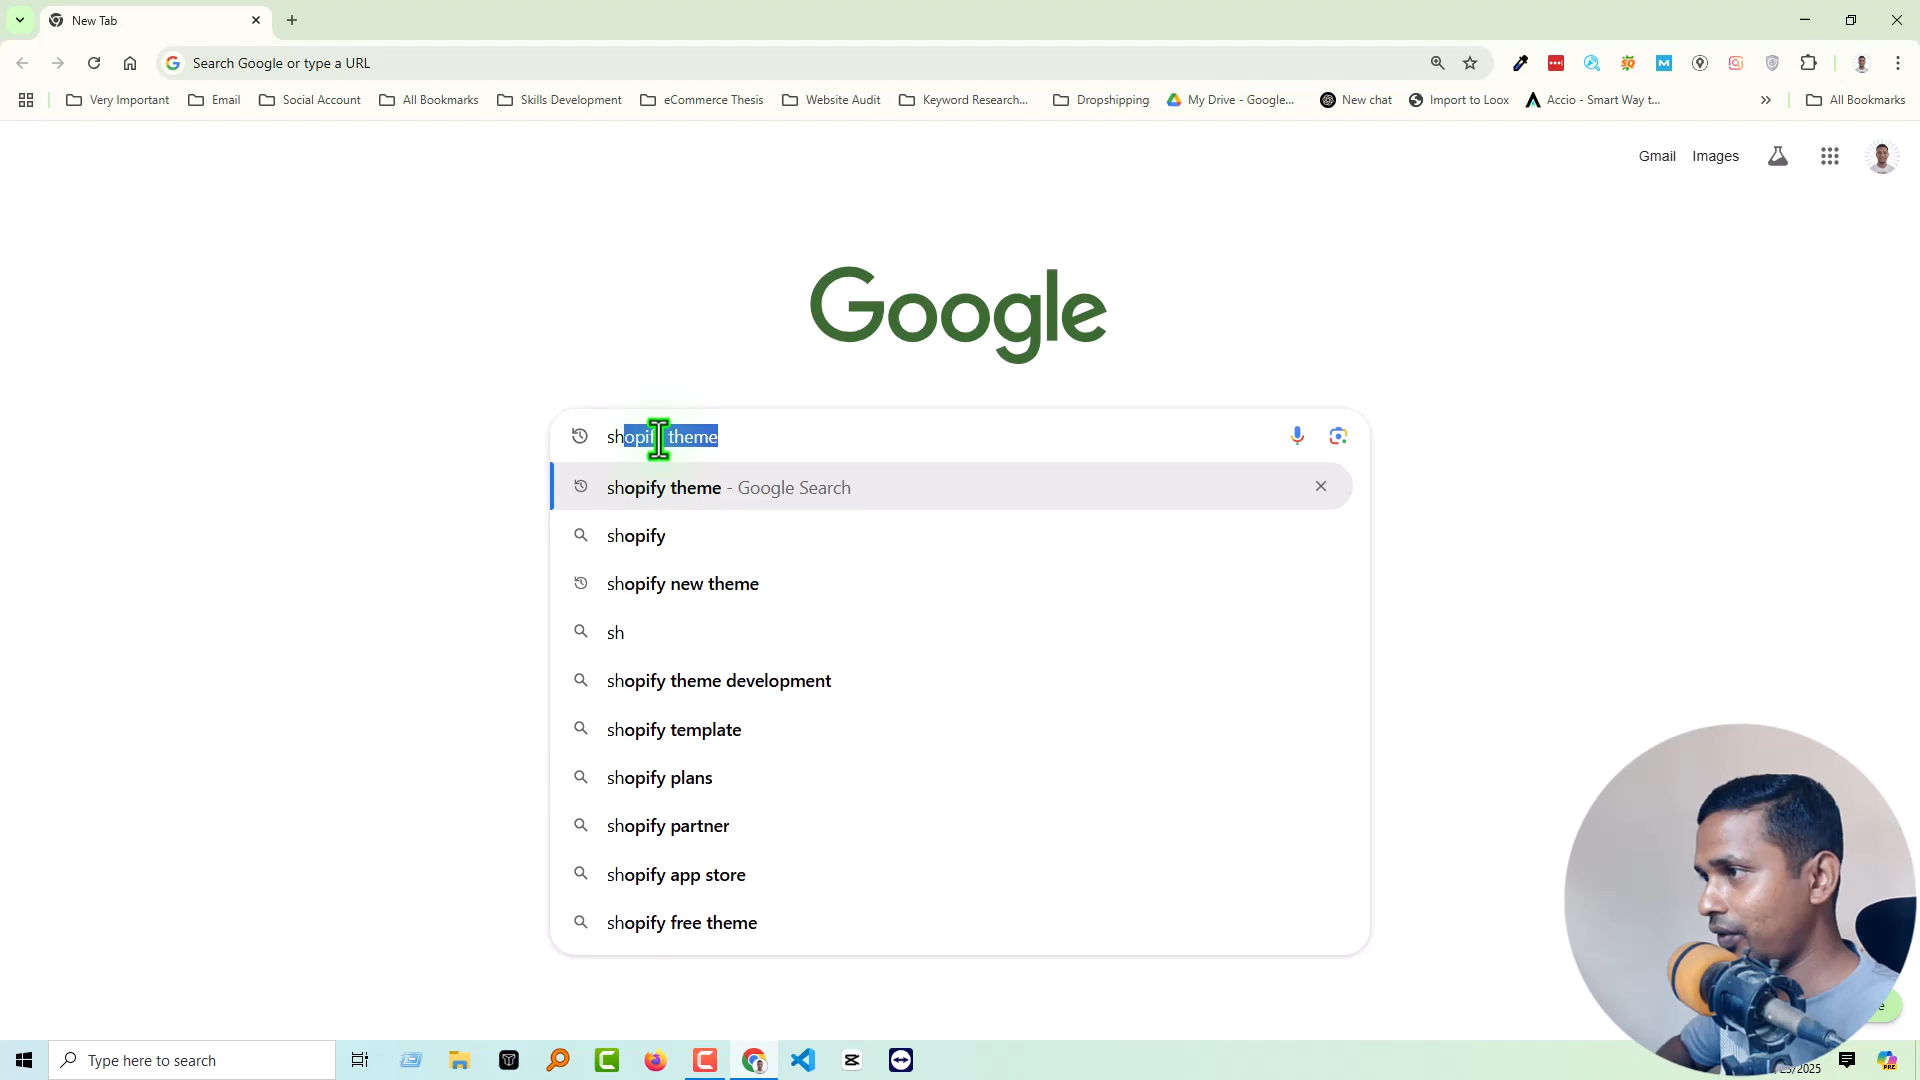 New Tab
Search Google or type a URL
Very Important
Email
Social Account
All Bookmarks
Skills Development
eCommerce Thesis
Website Audit
Keyword Research...
Dropshipping
My Drive - Google...
New chat
Import to Loox
Accio - Smart Way t...
All Bookmarks
Gmail
Images
Google
shopify theme
shopify theme - Google Search
shopify
shopify new theme
sh
shopify theme development
shopify template
shopify plans
shopify partner
shopify app store
shopify free theme
Type here to search